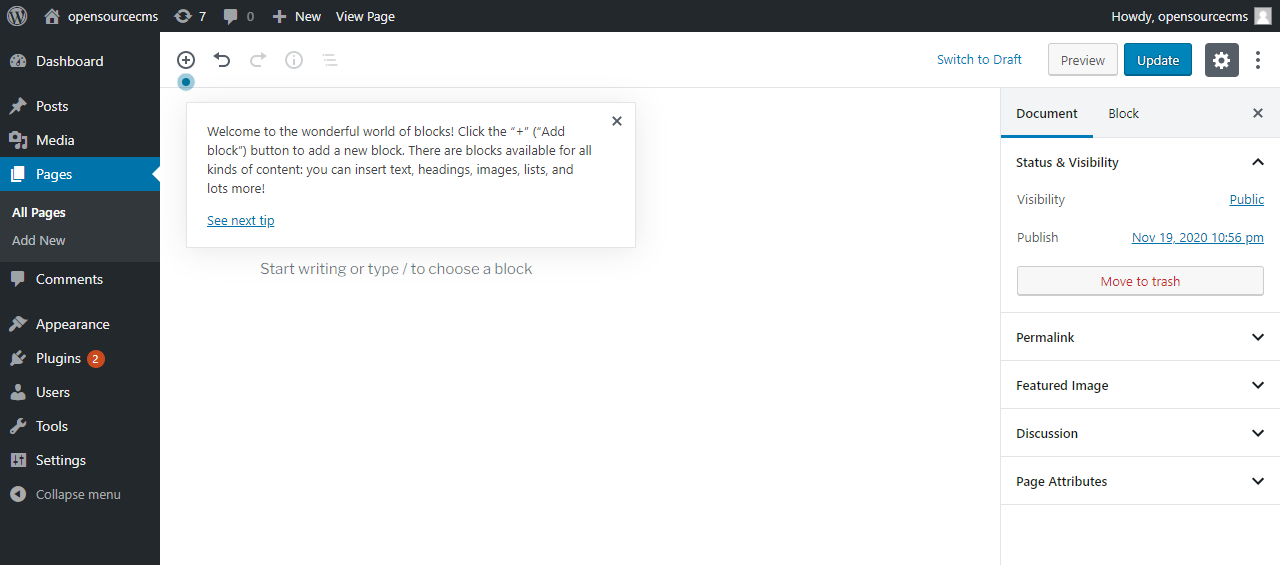 opensourcecms 7 0 New View Page Howdy, opensourcecms
Dashboard
Posts
Media
Pages
All Pages
Add New
Comments
Appearance
Plugins 2
Users
Tools
Settings
Collapse menu
Switch to Draft Preview Update
Welcome to the wonderful world of blocks! Click the “+” (“Add
block”) button to add a new block. There are blocks available for all
kinds of content: you can insert text, headings, images, lists, and
lots more!
See next tip
Start writing or type / to choose a block
Document Block
Status & Visibility
Visibility Public
Publish Nov 19, 2020 10:56 pm
Move to trash
Permalink
Featured Image
Discussion
Page Attributes